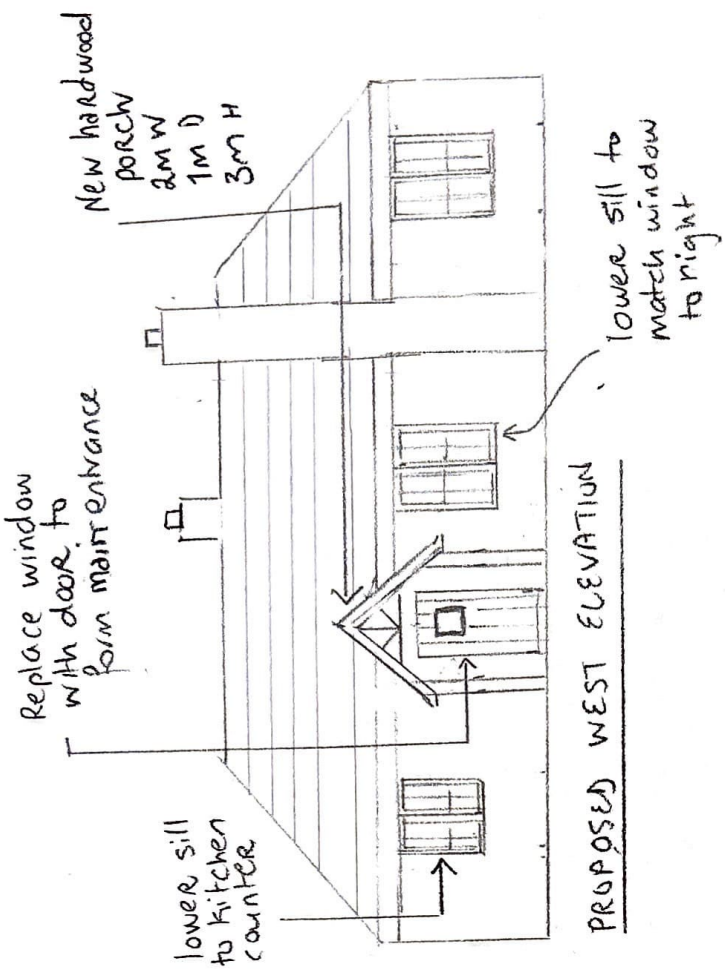 Replace window
with door to
form main entrance
New hardwood
porch
2m W
1m D
3m H
lower sill
to kitchen
counter
lower sill to
match window
to right
PROPOSED WEST ELEVATION